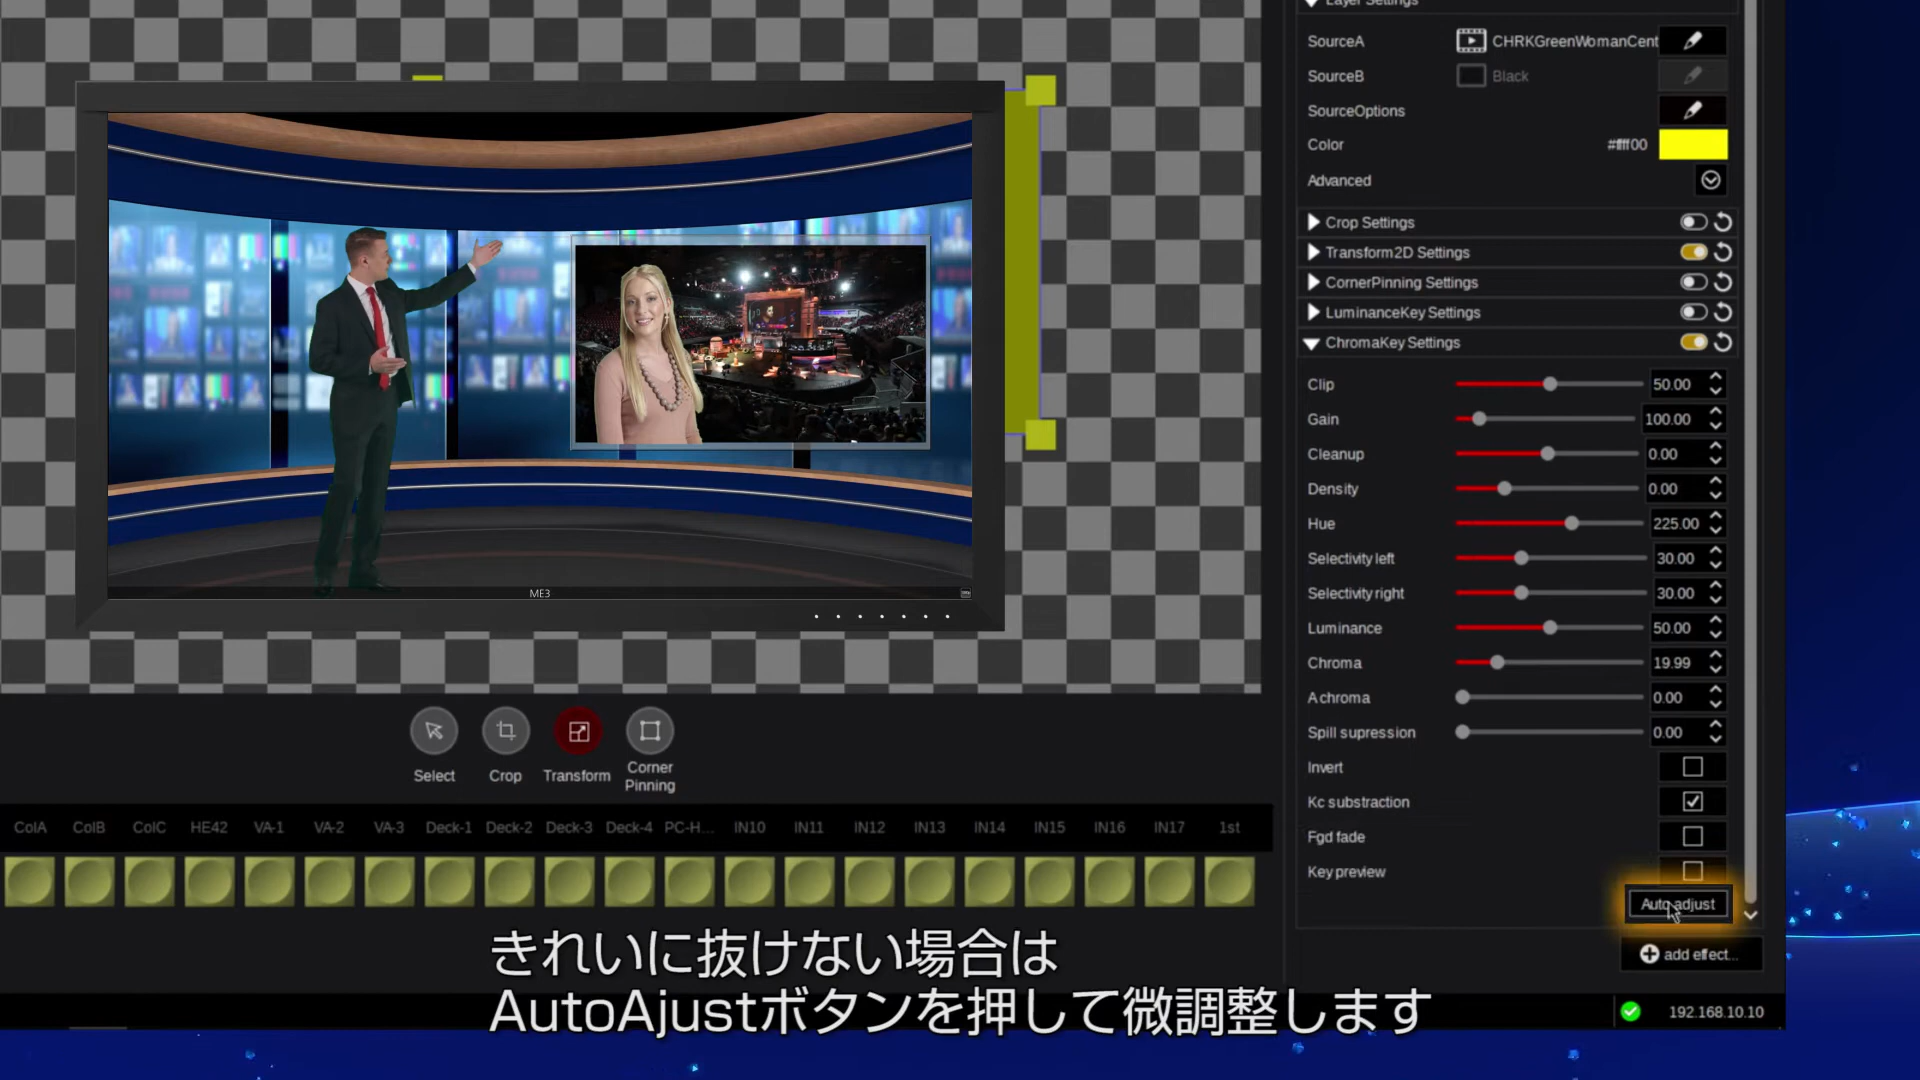 Layer Settings
SourceA CHRKGreenWomanCent
SourceB Black
SourceOptions
Color #ffff00
Advanced
Crop Settings
Transform2D Settings
CornerPinning Settings
LuminanceKey Settings
ChromaKey Settings
Clip 50.00
Gain 100.00
Cleanup 0.00
Density 0.00
Hue 225.00
Selectivity left 30.00
Selectivity right 30.00
Luminance 50.00
Chroma 19.99
A chroma 0.00
Spill supression 0.00
Invert
Kc substraction
Fgd fade
Key preview
Auto adjust
add effect...
ME3
Select Crop Transform Corner Pinning
ColA ColB ColC HE42 VA-1 VA-2 VA-3 Deck-1 Deck-2 Deck-3 Deck-4 PC-H... IN10 IN11 IN12 IN13 IN14 IN15 IN16 IN17 1st
きれいに抜けない場合は
AutoAjustボタンを押して微調整します
192.168.10.10